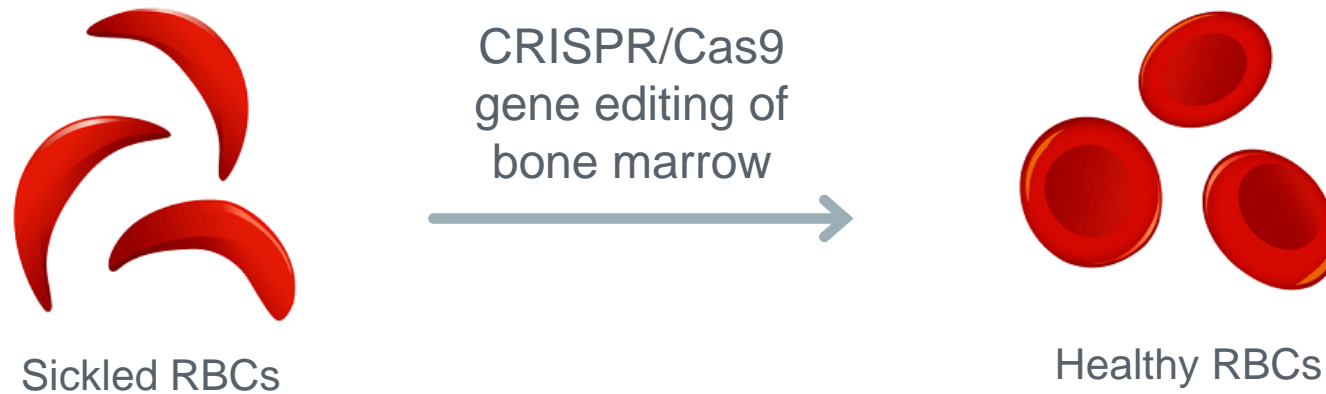 CRISPR/Cas9
gene editing of
bone marrow
Sickled RBCs
Healthy RBCs